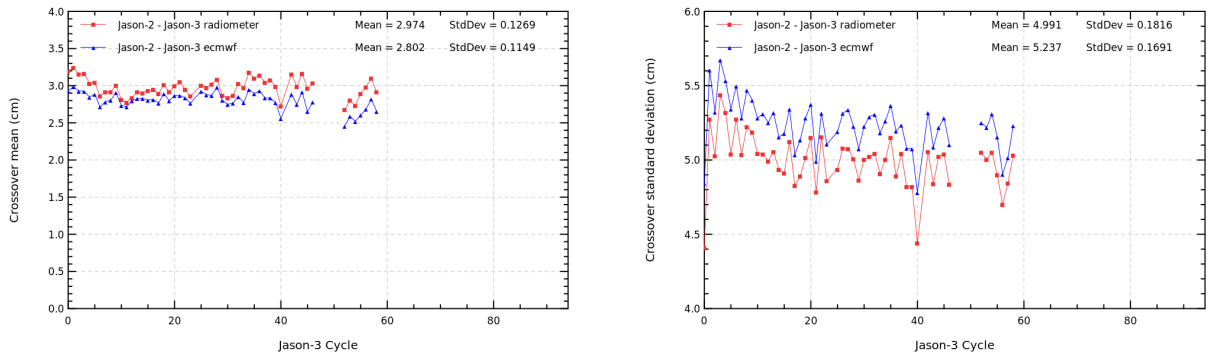 Jason-2 - Jason-3 radiometer Mean = 2.974 StdDev = 0.1269
Jason-2 - Jason-3 ecmwf Mean = 2.802 StdDev = 0.1149
Crossover mean (cm)
4.0
3.5
3.0
2.5
2.0
1.5
1.0
0.5
0.0
0 20 40 60 80
Jason-3 Cycle
Jason-2 - Jason-3 radiometer Mean = 4.991 StdDev = 0.1816
Jason-2 - Jason-3 ecmwf Mean = 5.237 StdDev = 0.1691
Crossover standard deviation (cm)
6.0
5.5
5.0
4.5
4.0
0 20 40 60 80
Jason-3 Cycle